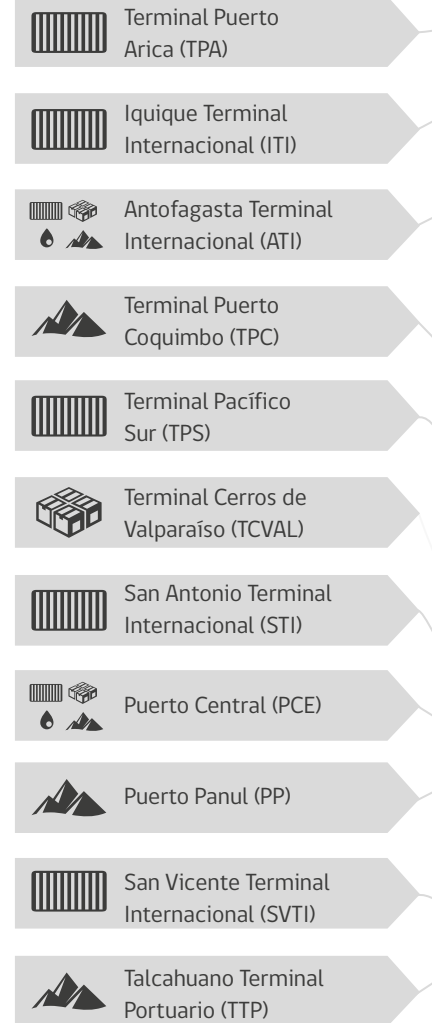 Terminal Puerto
Arica (TPA)
Iquique Terminal
Internacional (ITI)
Antofagasta Terminal
Internacional (ATI)
Terminal Puerto
Coquimbo (TPC)
Terminal Pacífico
Sur (TPS)
Terminal Cerros de
Valparaíso (TCVAL)
San Antonio Terminal
Internacional (STI)
Puerto Central (PCE)
Puerto Panul (PP)
San Vicente Terminal
Internacional (SVTI)
Talcahuano Terminal
Portuario (TTP)